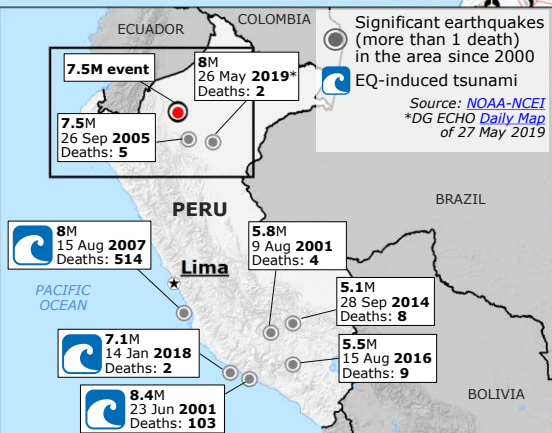 ECUADOR
COLOMBIA
Significant earthquakes
(more than 1 death)
in the area since 2000
EQ-induced tsunami
Source: NOAA-NCEI
*DG ECHO Daily Map
of 27 May 2019
7.5M event
8M
26 May 2019*
Deaths: 2
7.5M
26 Sep 2005
Deaths: 5
PERU
BRAZIL
8M
15 Aug 2007
Deaths: 514
5.8M
9 Aug 2001
Deaths: 4
Lima
PACIFIC
OCEAN
5.1M
28 Sep 2014
Deaths: 8
7.1M
14 Jan 2018
Deaths: 2
5.5M
15 Aug 2016
Deaths: 9
8.4M
23 Jun 2001
Deaths: 103
BOLIVIA